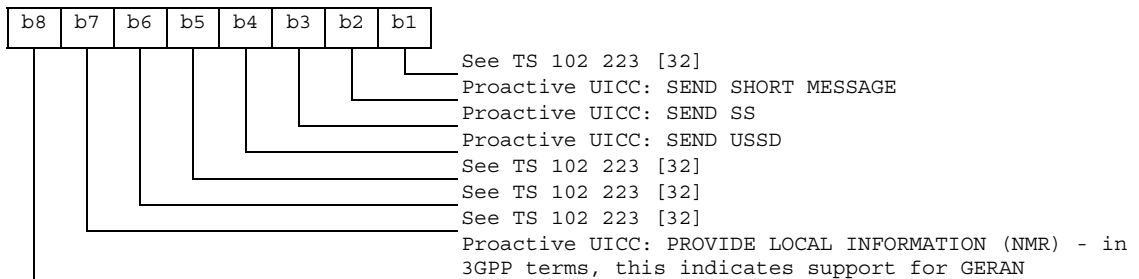 b8 b7 b6 b5 b4 b3 b2 b1
See TS 102 223 [32]
Proactive UICC: SEND SHORT MESSAGE
Proactive UICC: SEND SS
Proactive UICC: SEND USSD
See TS 102 223 [32]
See TS 102 223 [32]
See TS 102 223 [32]
Proactive UICC: PROVIDE LOCAL INFORMATION (NMR) - in
3GPP terms, this indicates support for GERAN